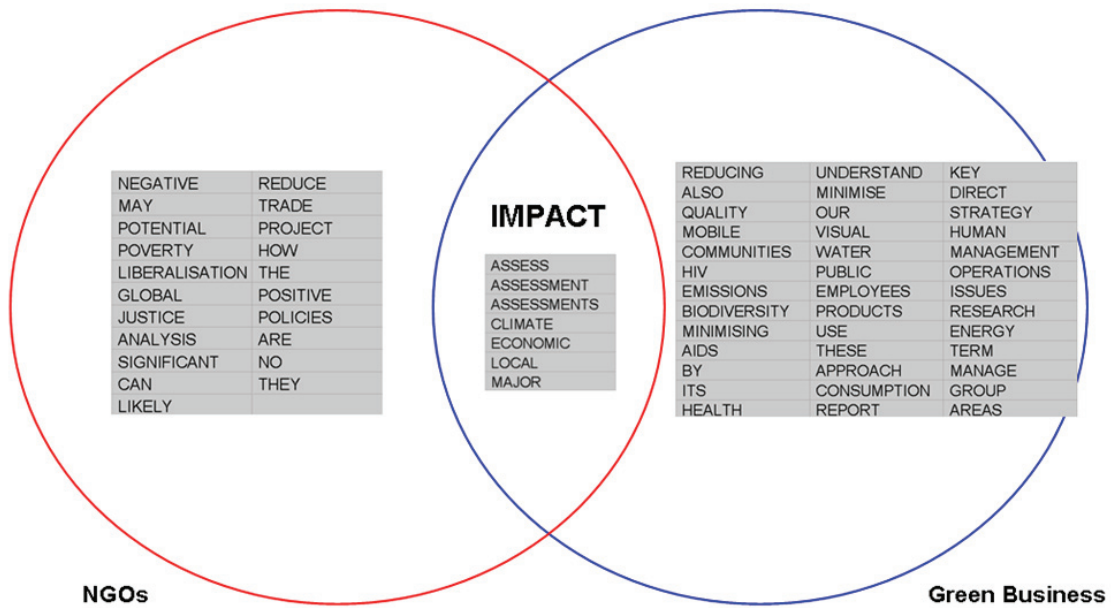 NEGATIVE REDUCE
MAY TRADE
POTENTIAL PROJECT
POVERTY HOW
LIBERALISATION THE
GLOBAL POSITIVE
JUSTICE POLICIES
ANALYSIS ARE
SIGNIFICANT NO
CAN THEY
LIKELY
IMPACT
ASSESS
ASSESSMENT
ASSESSMENTS
CLIMATE
ECONOMIC
LOCAL
MAJOR
REDUCING UNDERSTAND KEY
ALSO MINIMISE DIRECT
QUALITY OUR STRATEGY
MOBILE VISUAL HUMAN
COMMUNITIES WATER MANAGEMENT
HIV PUBLIC OPERATIONS
EMISSIONS EMPLOYEES ISSUES
BIODIVERSITY PRODUCTS RESEARCH
MINIMISING USE ENERGY
AIDS THESE TERM
BY APPROACH MANAGE
ITS CONSUMPTION GROUP
HEALTH REPORT AREAS
NGOs
Green Business